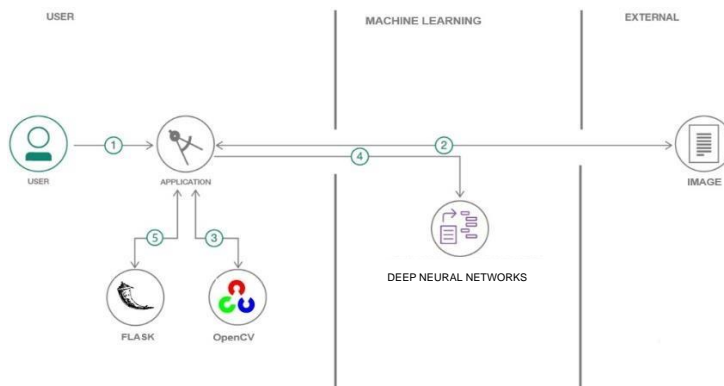 USER
MACHINE LEARNING
EXTERNAL
1
2
4
USER
APPLICATION
IMAGE
5
3
DEEP NEURAL NETWORKS
FLASK
OpenCV